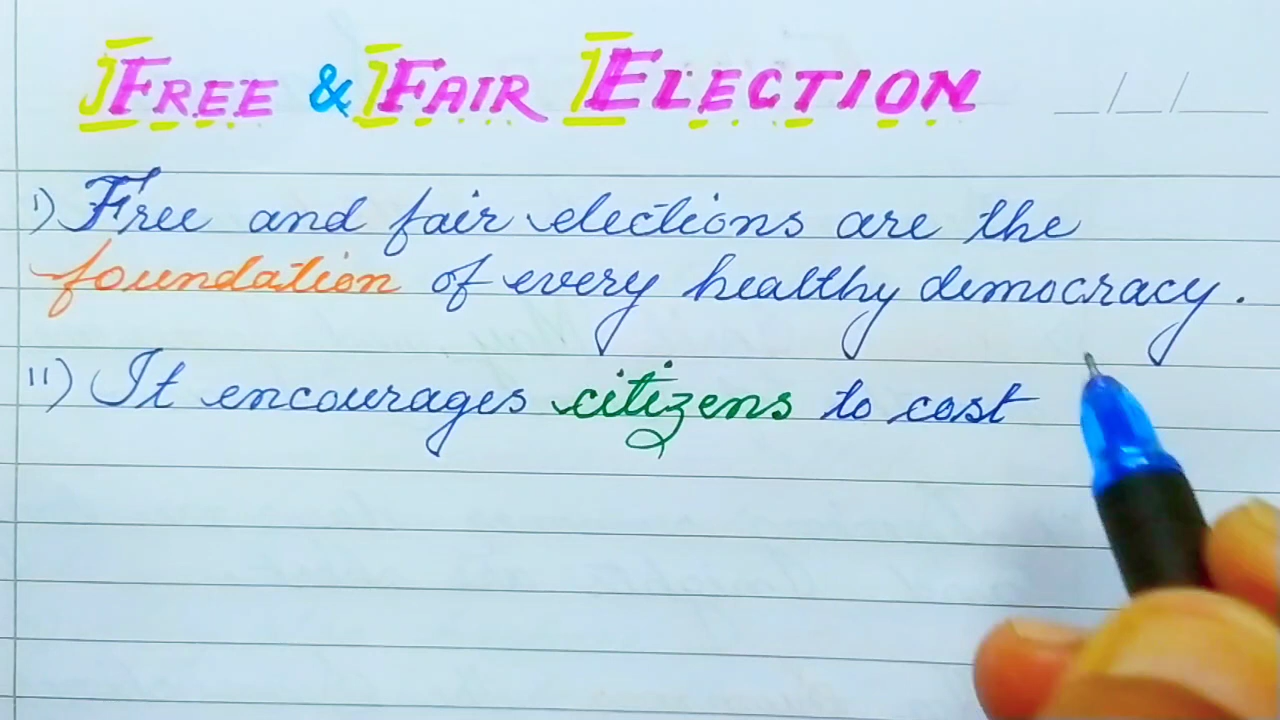 FREE & FAIR ELECTION
i) Free and fair elections are the
foundation of every healthy democracy.
ii) It encourages citizens to cost